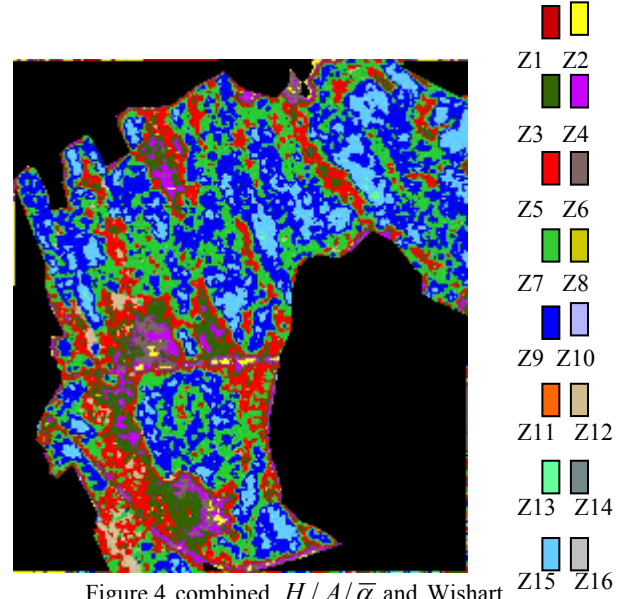 Z1 Z2
Z3 Z4
Z5 Z6
Z7 Z8
Z9 Z10
Z11 Z12
Z13 Z14
Z15 Z16
Figure 4 combined H / A / α̅ and Wishart